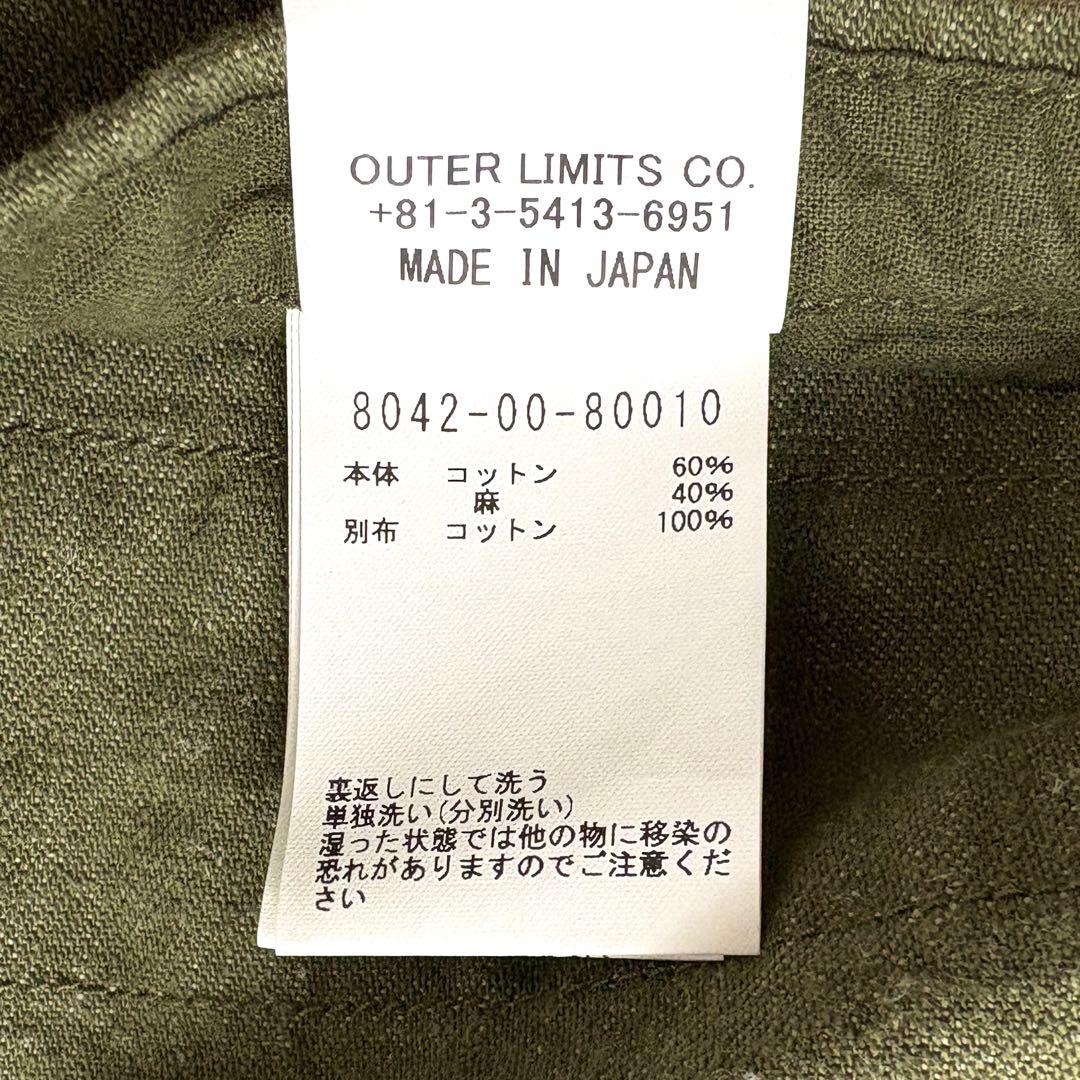 OUTER LIMITS CO.
+81-3-5413-6951
MADE IN JAPAN
8042-00-80010
本体 コットン 60%
麻 40%
別布 コットン 100%
裏返しにして洗う
単独洗い(分別洗い)
湿った状態では他の物に移染の
恐れがありますのでご注意くだ
さい